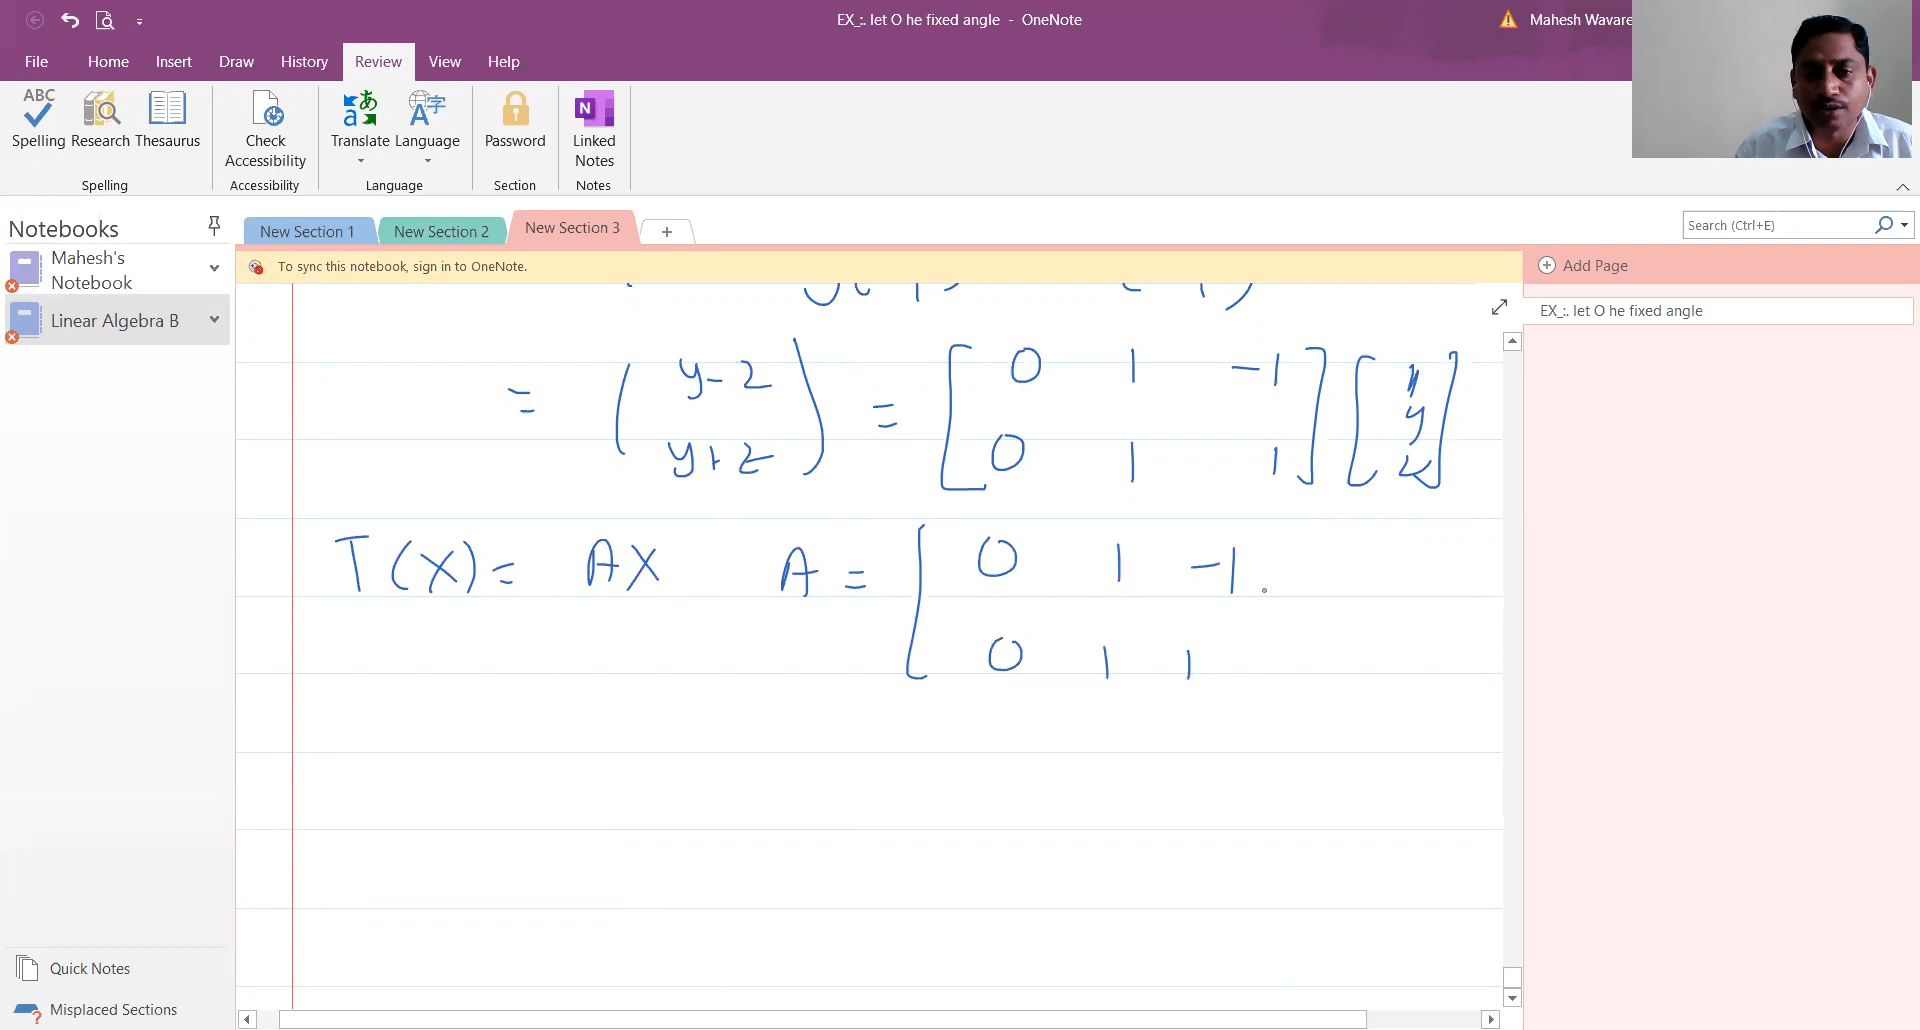 EX_:. let O he fixed angle - OneNote
Mahesh Wavare
File Home Insert Draw History Review View Help
ABC
Spelling Research Thesaurus
Check Accessibility
Translate Language
Password
Linked Notes
Spelling Accessibility Language Section Notes
Notebooks
New Section 1 New Section 2 New Section 3 +
Search (Ctrl+E)
Mahesh's Notebook
Linear Algebra B
To sync this notebook, sign in to OneNote.
Add Page
EX_:. let O he fixed angle
= ( y - z = [ 0 1 -1 ] [ x
y
y + z ) 0 1 1 z ]
T(X) = AX A = [ 0 1 -1
0 1 1
Quick Notes
Misplaced Sections